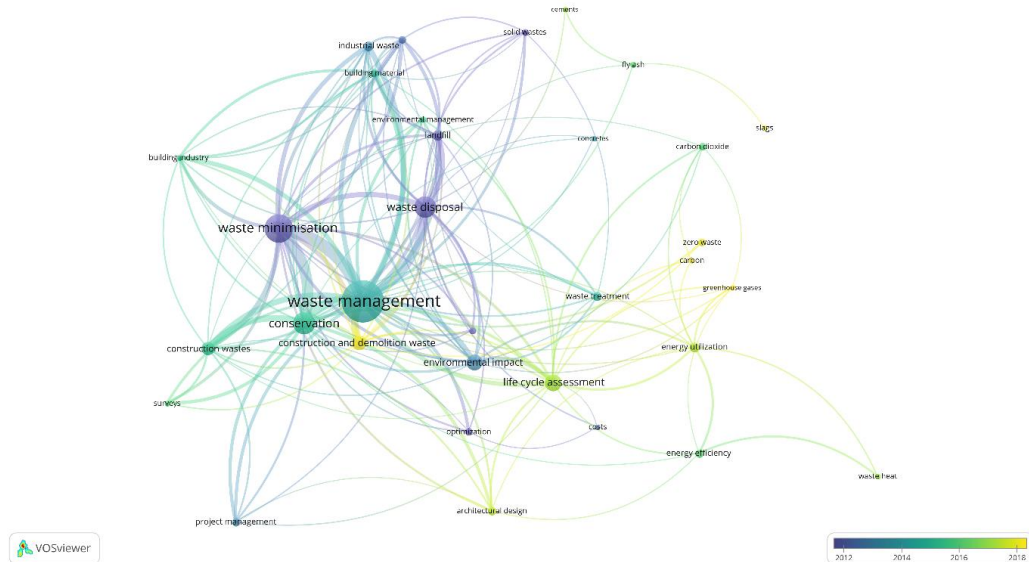 cements
solid wastes
industrial waste
fly ash
building material
environmental management
slags
landfill
concretes
carbon dioxide
building industry
waste disposal
waste minimisation
zero waste
carbon
greenhouse gases
waste treatment
waste management
conservation
construction and demolition waste
construction wastes
energy utilization
environmental impact
life cycle assessment
surveys
costs
optimization
energy efficiency
waste heat
architectural design
project management
VOSviewer
2012 2014 2016 2018